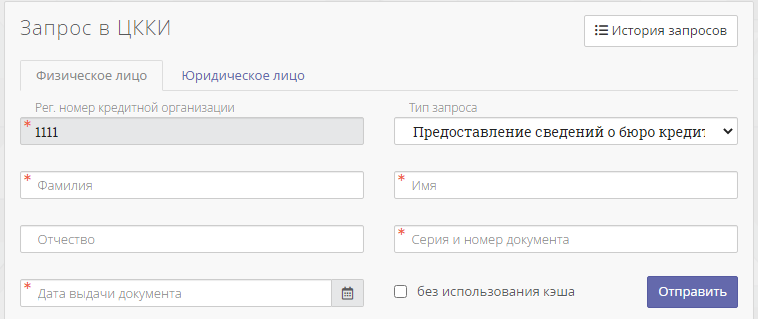 Запрос в ЦККИ
История запросов
Физическое лицо
Юридическое лицо
Рег. номер кредитной организации
Тип запроса
* 1111
Предоставление сведений о бюро кредит
* Фамилия
* Имя
Отчество
* Серия и номер документа
* Дата выдачи документа
без использования кэша
Отправить